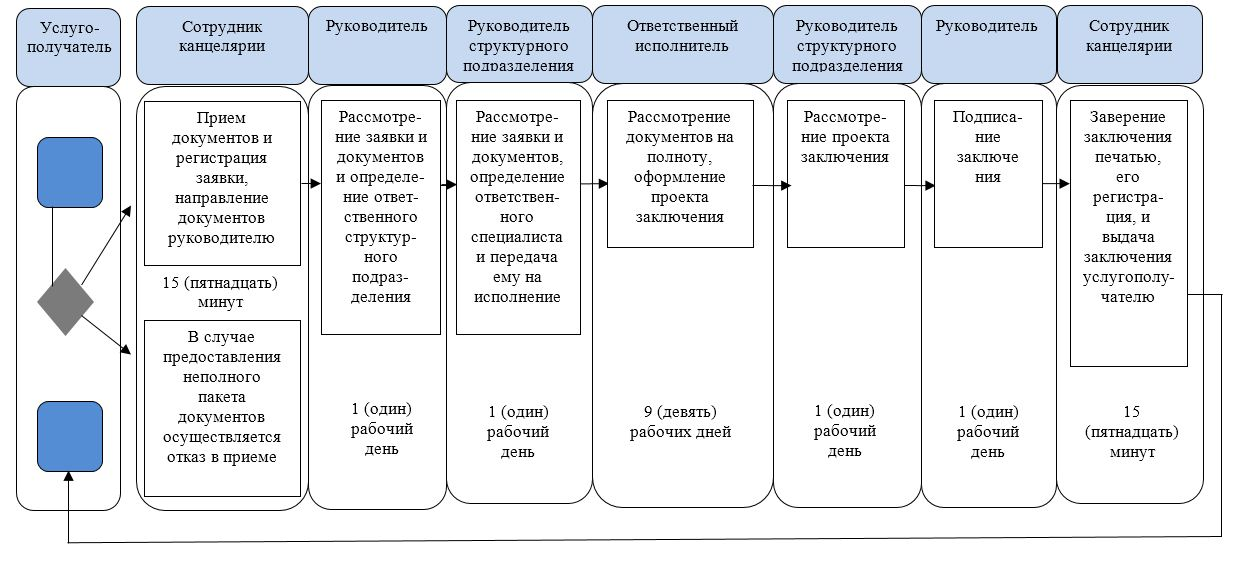 Услуго-
получатель
Сотрудник
канцелярии
Руководитель
Руководитель
структурного
подразделения
Ответственный
исполнитель
Руководитель
структурного
подразделения
Руководитель
Сотрудник
канцелярии
Прием
документов и
регистрация
заявки,
направление
документов
руководителю
15 (пятнадцать)
минут
В случае
предоставления
неполного
пакета
документов
осуществляется
отказ в приеме
Рассмотре-
ние заявки и
документов
и определе-
ние ответ-
ственного
структур-
ного
подраз-
деления
1 (один)
рабочий
день
Рассмотре-
ние заявки и
документов,
определение
ответствен-
ного
специалиста
и передача
ему на
исполнение
1 (один)
рабочий
день
Рассмотрение
документов на
полноту,
оформление
проекта
заключения
9 (девять)
рабочих дней
Рассмотре-
ние проекта
заключения
1 (один)
рабочий
день
Подписа-
ние
заключе
ния
1 (один)
рабочий
день
Заверение
заключения
печатью,
его
регистра-
ция, и
выдача
заключения
услугополу-
чателю
15
(пятнадцать)
минут